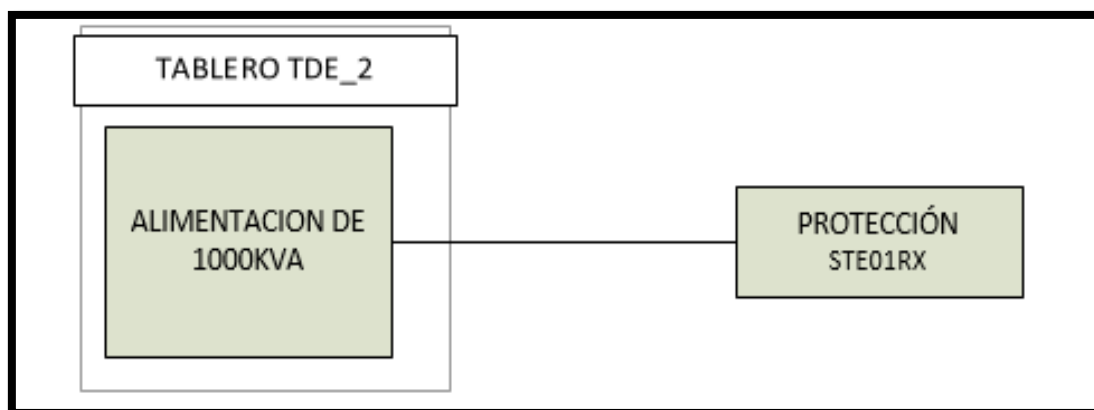 TABLERO TDE_2
ALIMENTACION DE
1000KVA
PROTECCIÓN
STE01RX